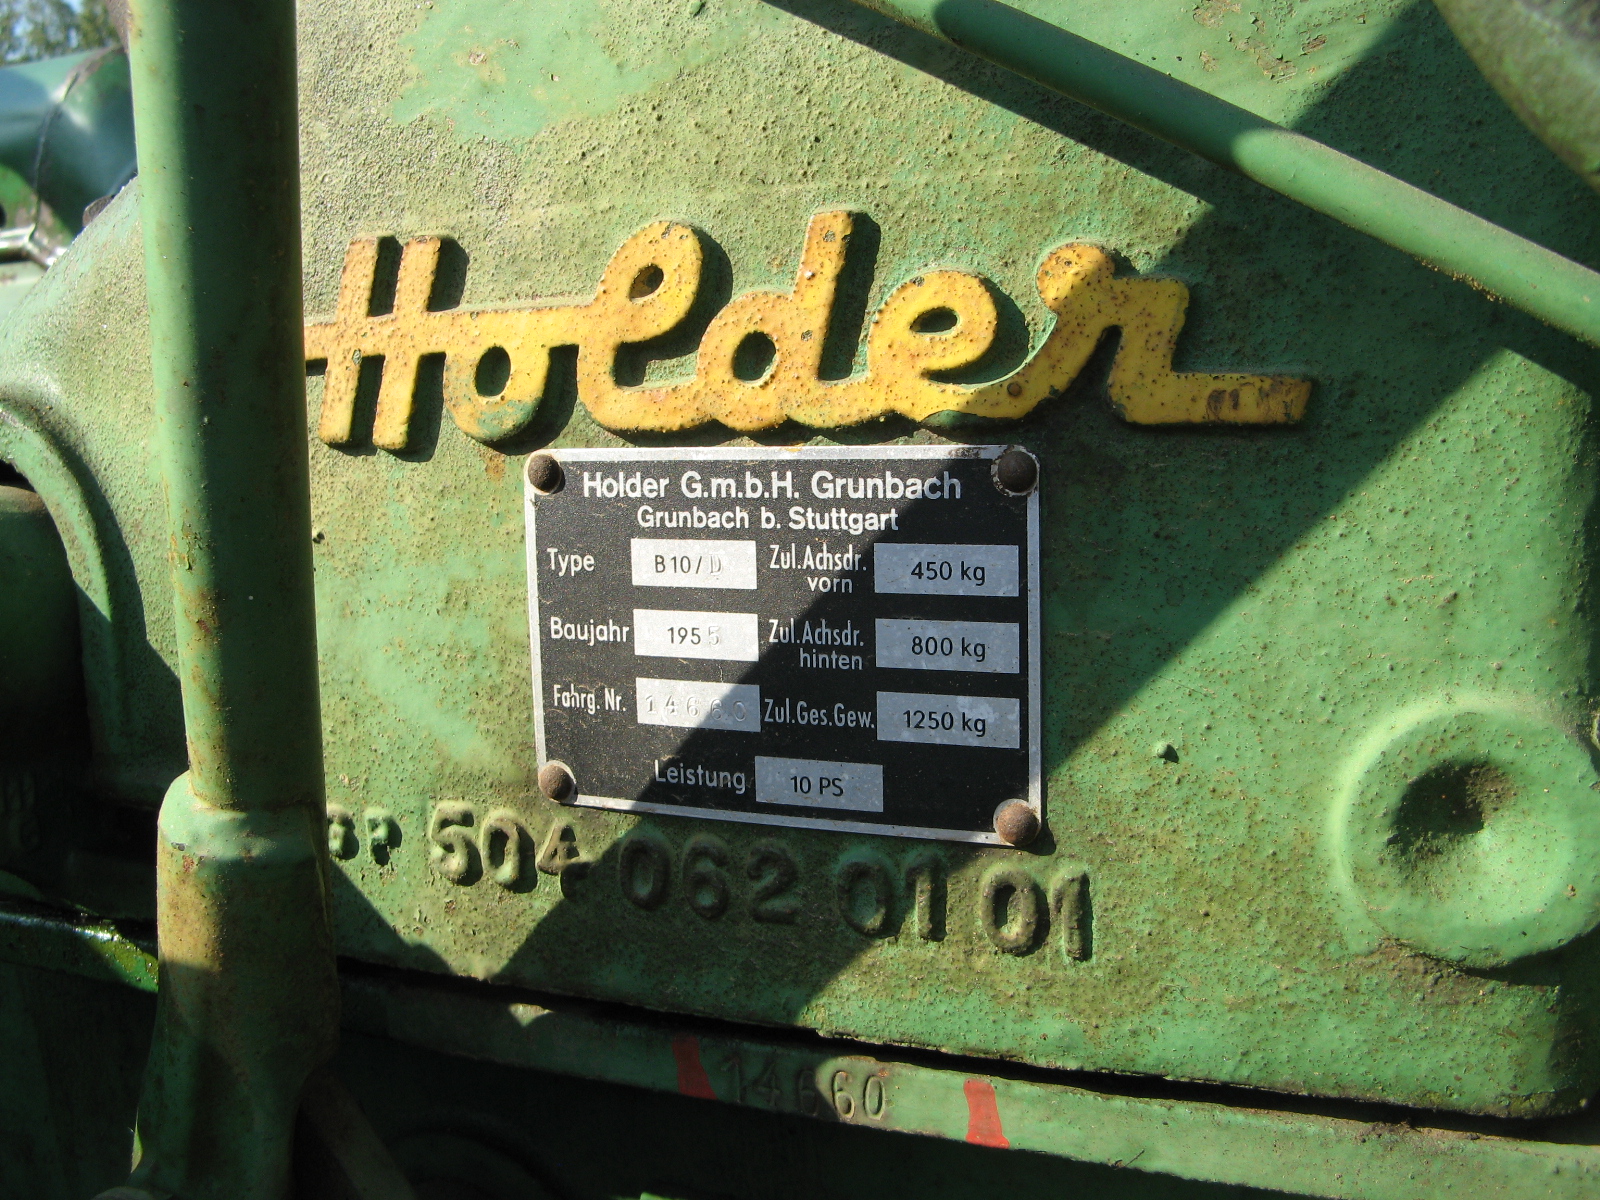 Holder
Holder G.m.b.H. Grunbach
Grunbach b. Stuttgart
Type B10/D
Zul.Achsdr. vorn 450 kg
Baujahr 1955
Zul.Achsdr. hinten 800 kg
Fahrg. Nr. 14660
Zul.Ges.Gew. 1250 kg
Leistung 10 PS
504 062 01 01
14660